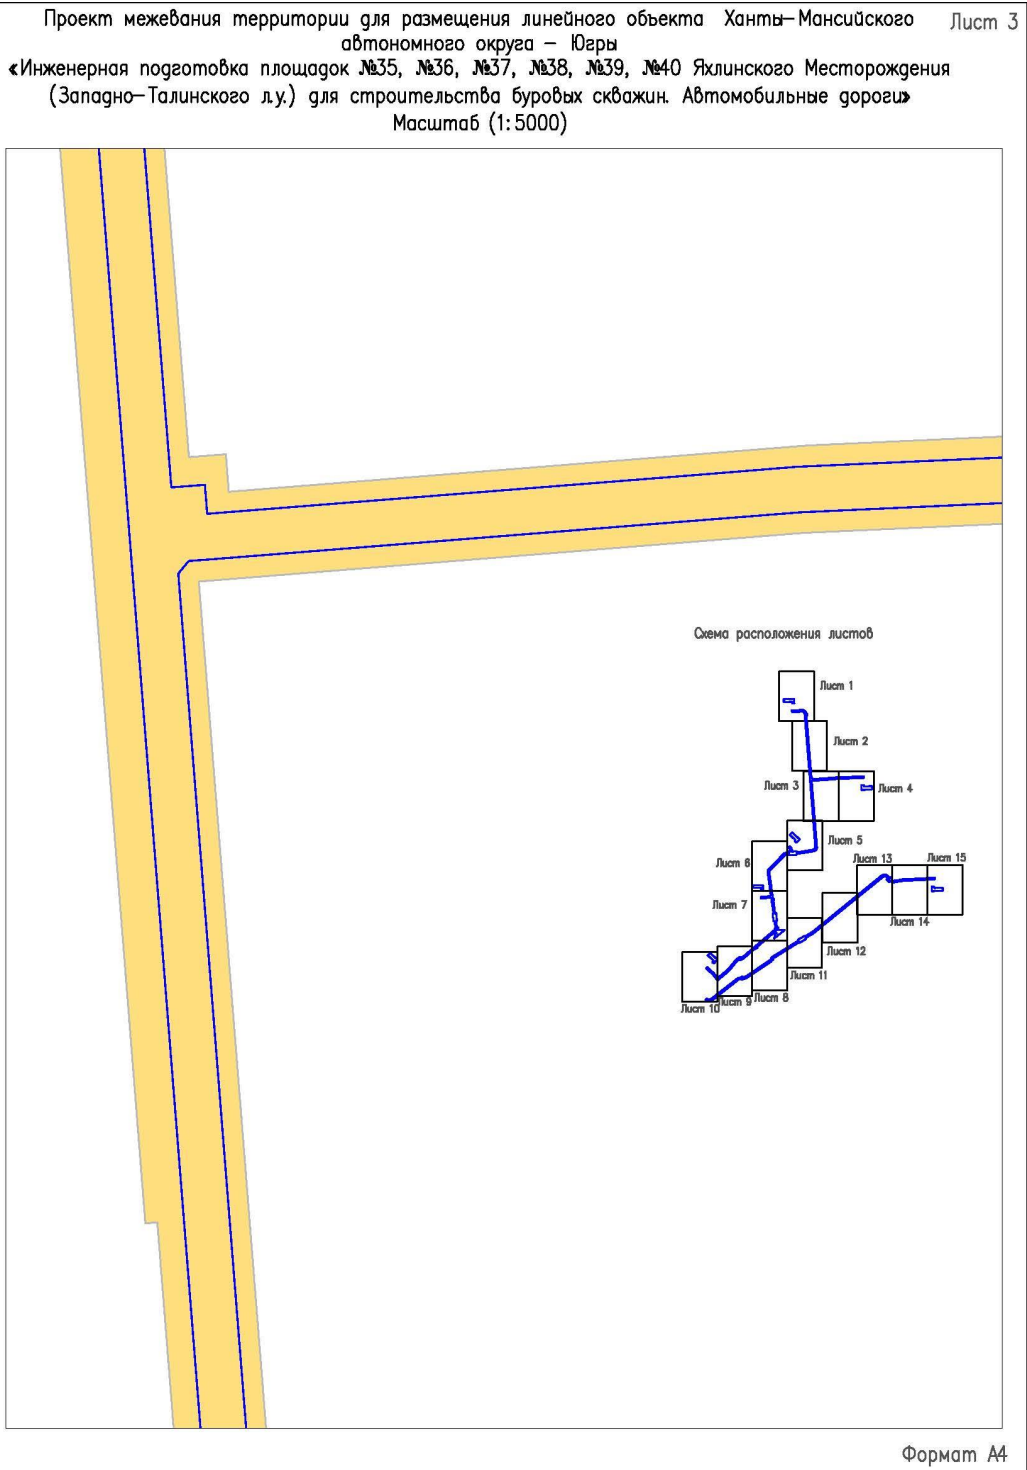 Проект межевания территории для размещения линейного объекта Ханты-Мансийского
Лист 3
автономного округа - Югры
«Инженерная подготовка площадок №35, №36, №37, №38, №39, №40 Яхлинского Месторождения
(Западно-Талинского л.у.) для строительства буровых скважин. Автомобильные дороги»
Масштаб (1:5000)
Схема расположения листов
Лист 1
Лист 2
Лист 3
Лист 4
Лист 5
Лист 6
Лист 13
Лист 15
Лист 7
Лист 14
Лист 12
Лист 11
Лист 8
Лист 9
Лист 10
Формат А4